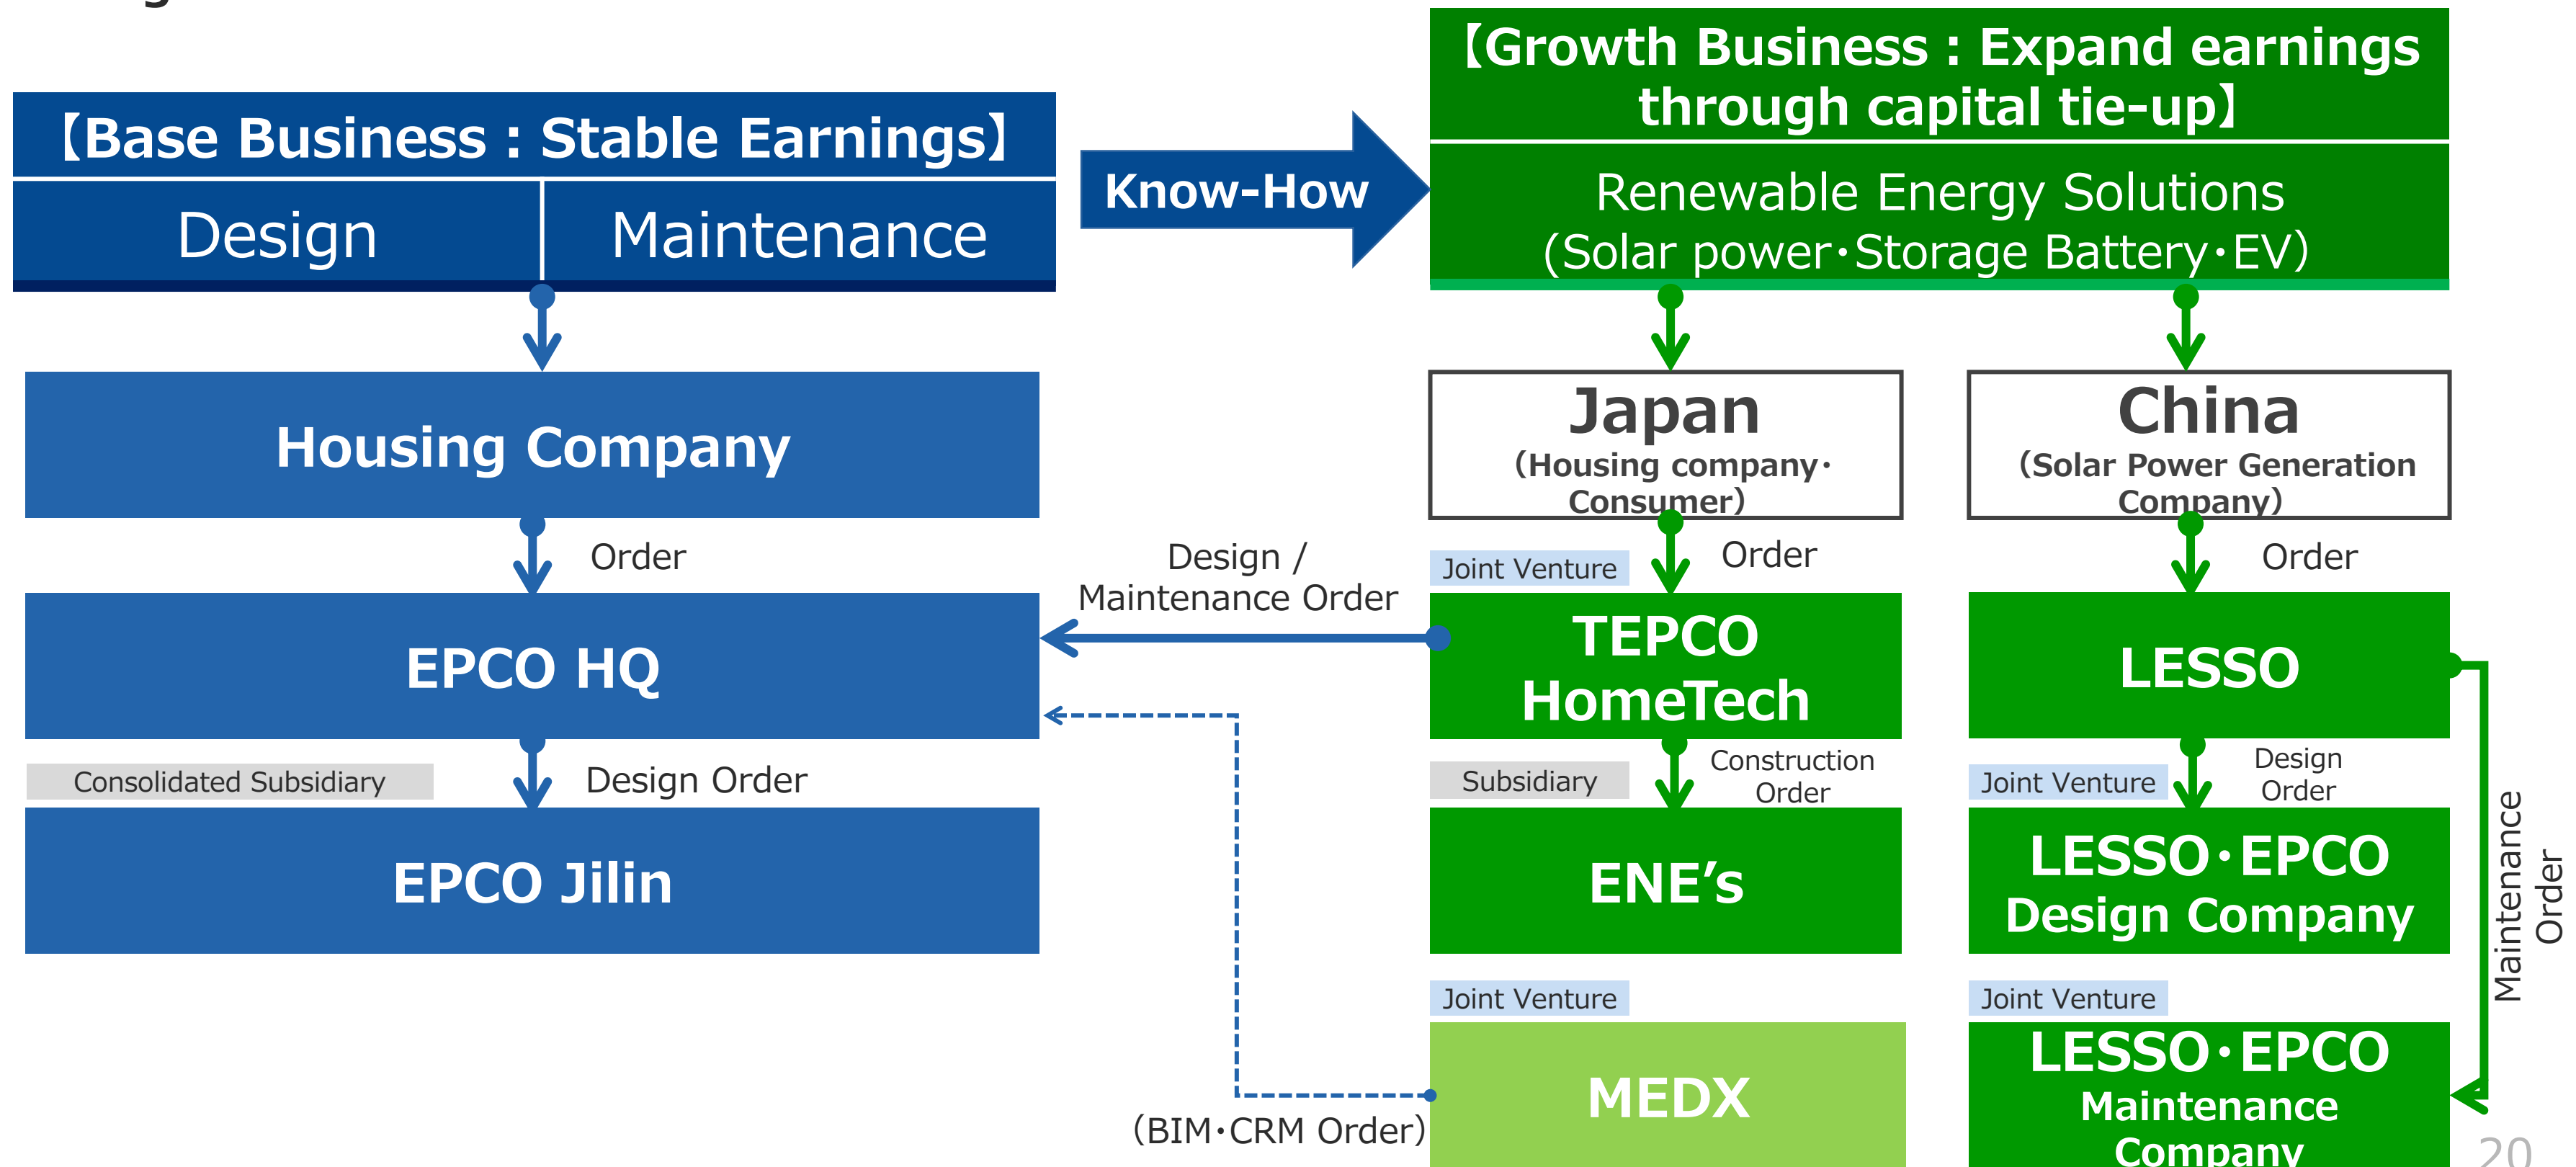 【Base Business : Stable Earnings】
Design
Maintenance
Know-How
【Growth Business : Expand earnings
through capital tie-up】
Renewable Energy Solutions
(Solar power・Storage Battery・EV)
Housing Company
Order
EPCO HQ
Consolidated Subsidiary
Design Order
EPCO Jilin
Design /
Maintenance Order
(BIM・CRM Order)
Japan
(Housing company・
Consumer)
Joint Venture
Order
TEPCO
HomeTech
Subsidiary
Construction
Order
ENE’s
Joint Venture
MEDX
China
(Solar Power Generation
Company)
Order
LESSO
Joint Venture
Design
Order
LESSO・EPCO
Design Company
Joint Venture
LESSO・EPCO
Maintenance
Company
Maintenance
Order
20